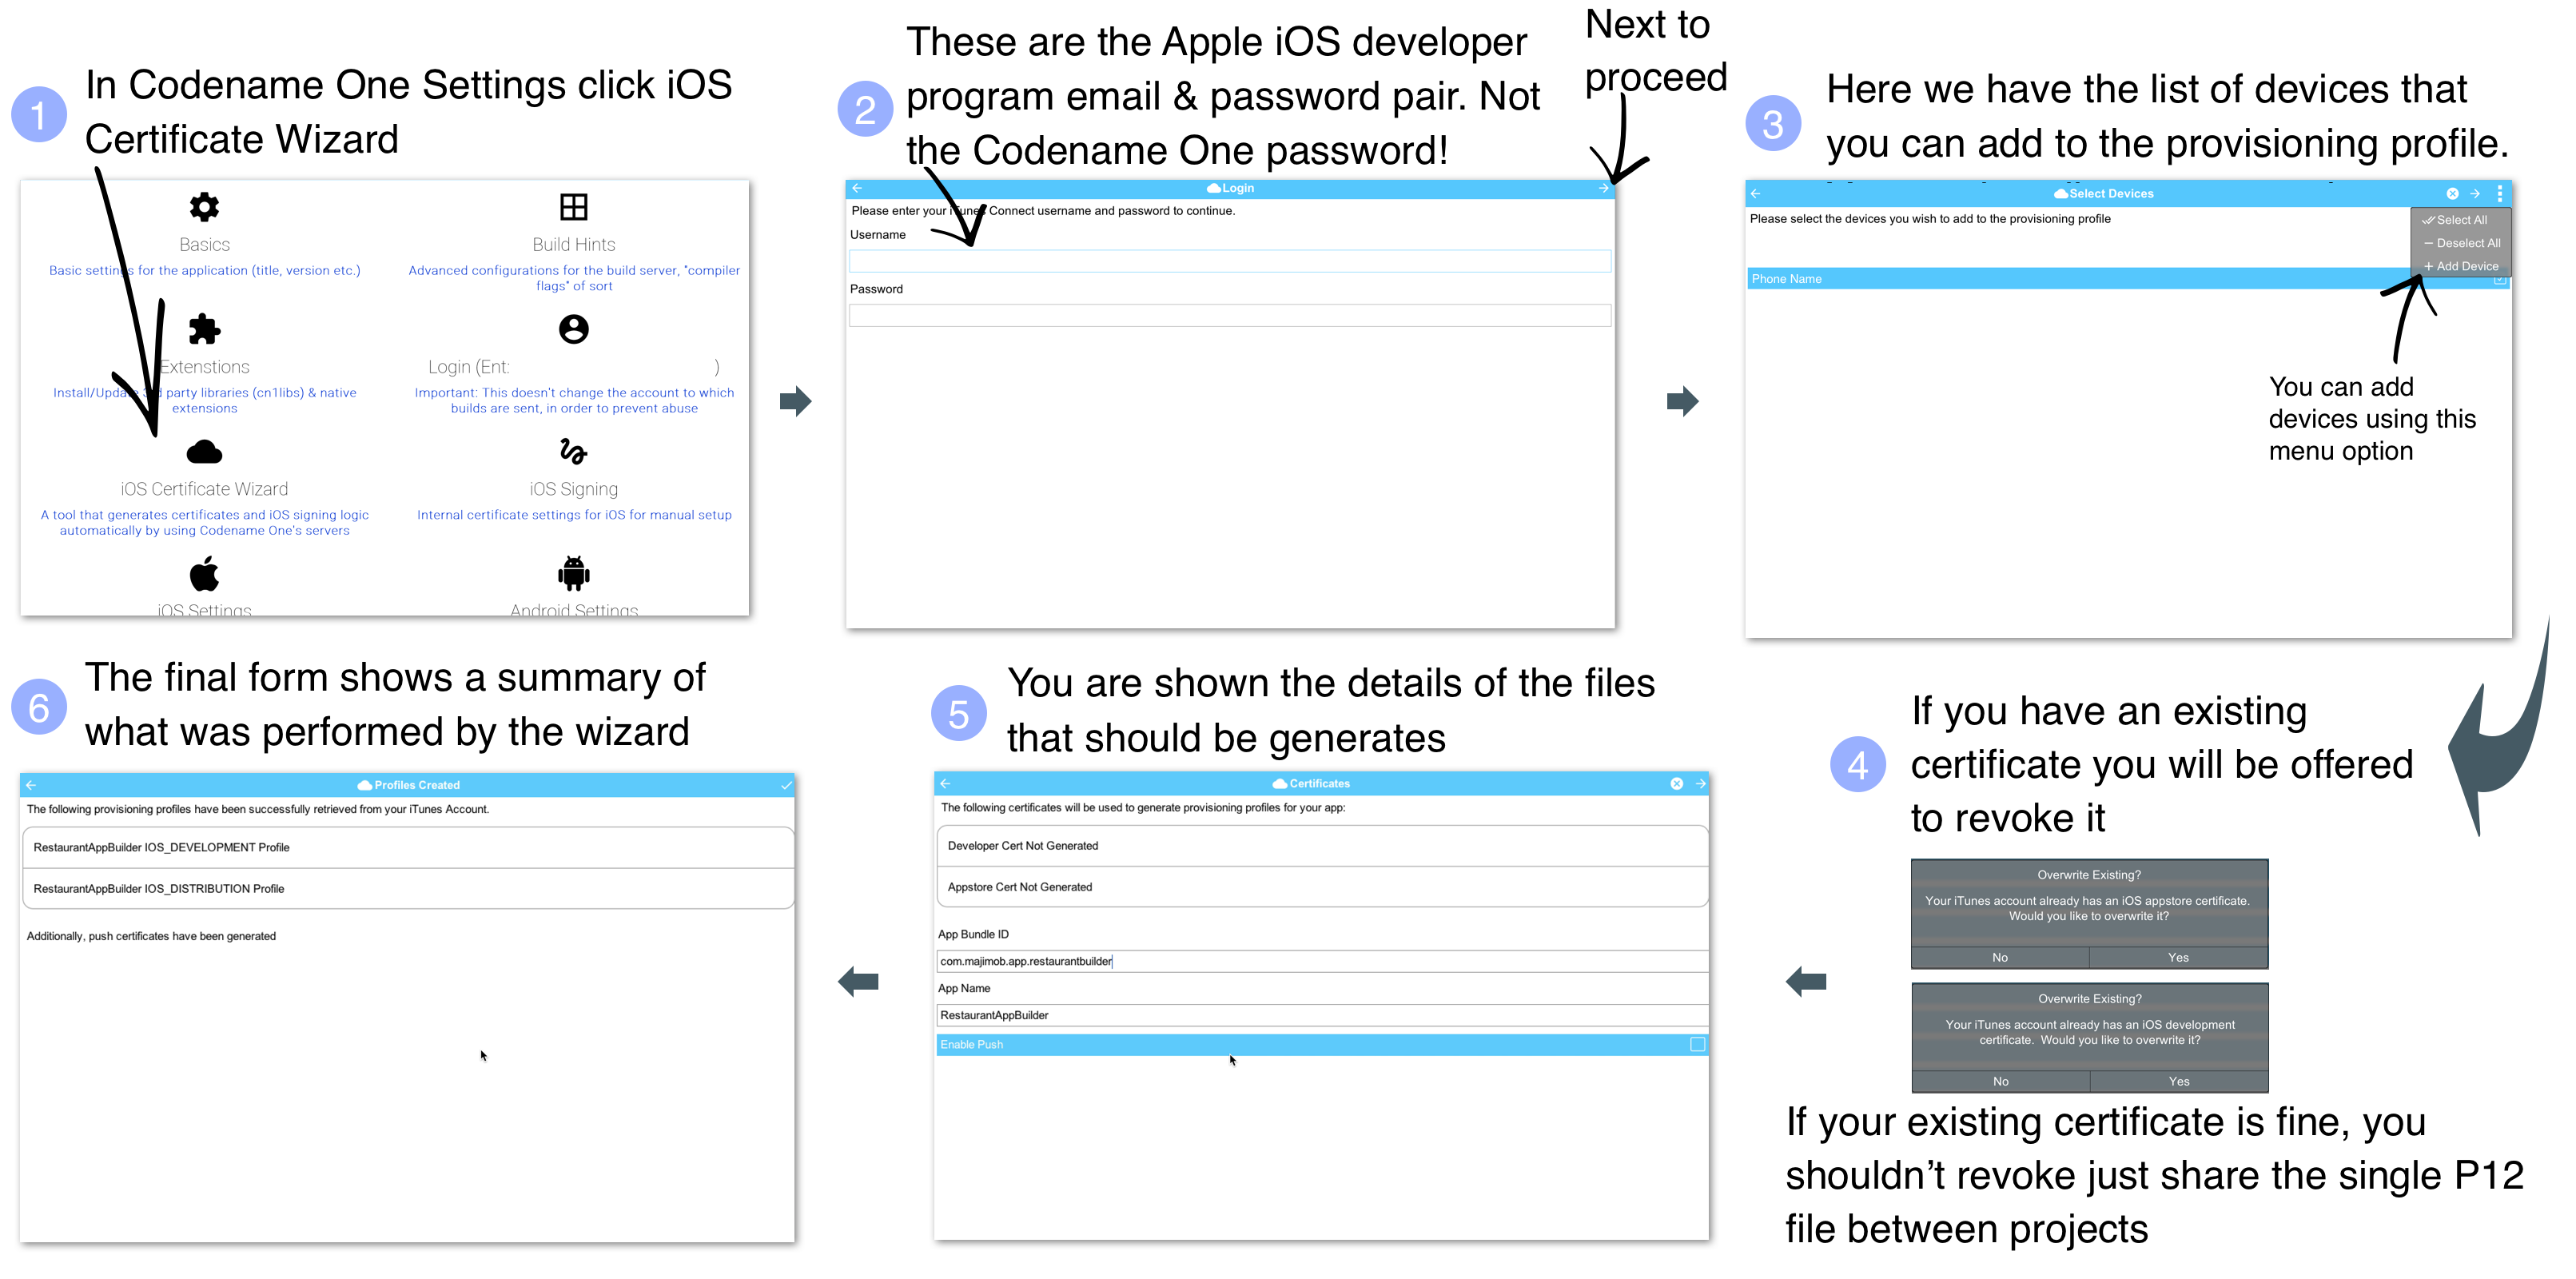 1
In Codename One Settings click iOS
Certificate Wizard
Basics
Basic settings for the application (title, version etc.)
Build Hints
Advanced configurations for the build server, "compiler
flags" of sort
Extenstions
Install/Update 3rd party libraries (cn1libs) & native
extensions
Login (Ent: )
Important: This doesn't change the account to which
builds are sent, in order to prevent abuse
iOS Certificate Wizard
A tool that generates certificates and iOS signing logic
automatically by using Codename One's servers
iOS Signing
Internal certificate settings for iOS for manual setup
iOS Settings
Android Settings
2
These are the Apple iOS developer
program email & password pair. Not
the Codename One password!
Next to
proceed
Login
Please enter your iTunes Connect username and password to continue.
Username
Password
3
Here we have the list of devices that
you can add to the provisioning profile.
Select Devices
Please select the devices you wish to add to the provisioning profile
Select All
Deselect All
Add Device
Phone Name
You can add
devices using this
menu option
4
If you have an existing
certificate you will be offered
to revoke it
Overwrite Existing?
Your iTunes account already has an iOS appstore certificate.
Would you like to overwrite it?
No Yes
Overwrite Existing?
Your iTunes account already has an iOS development
certificate. Would you like to overwrite it?
No Yes
If your existing certificate is fine, you
shouldn't revoke just share the single P12
file between projects
5
You are shown the details of the files
that should be generates
Certificates
The following certificates will be used to generate provisioning profiles for your app:
Developer Cert Not Generated
Appstore Cert Not Generated
App Bundle ID
com.majimob.app.restaurantbuilder
App Name
RestaurantAppBuilder
Enable Push
6
The final form shows a summary of
what was performed by the wizard
Profiles Created
The following provisioning profiles have been successfully retrieved from your iTunes Account.
RestaurantAppBuilder IOS_DEVELOPMENT Profile
RestaurantAppBuilder IOS_DISTRIBUTION Profile
Additionally, push certificates have been generated